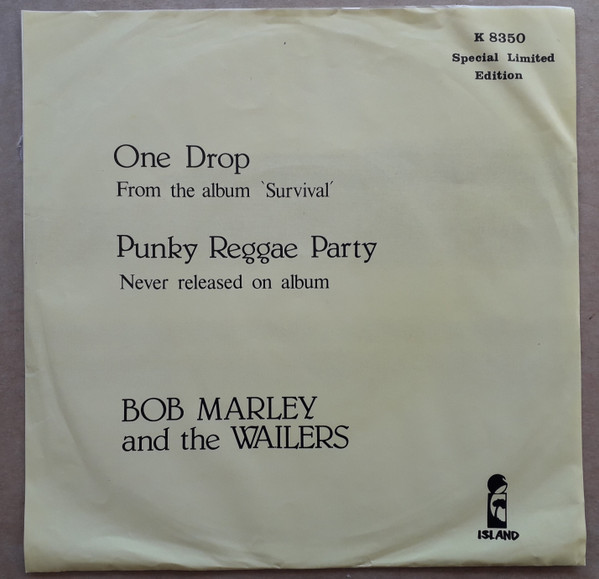 K 8350
Special Limited
Edition
One Drop
From the album `Survival´
Punky Reggae Party
Never released on album
BOB MARLEY
and the WAILERS
ISLAND